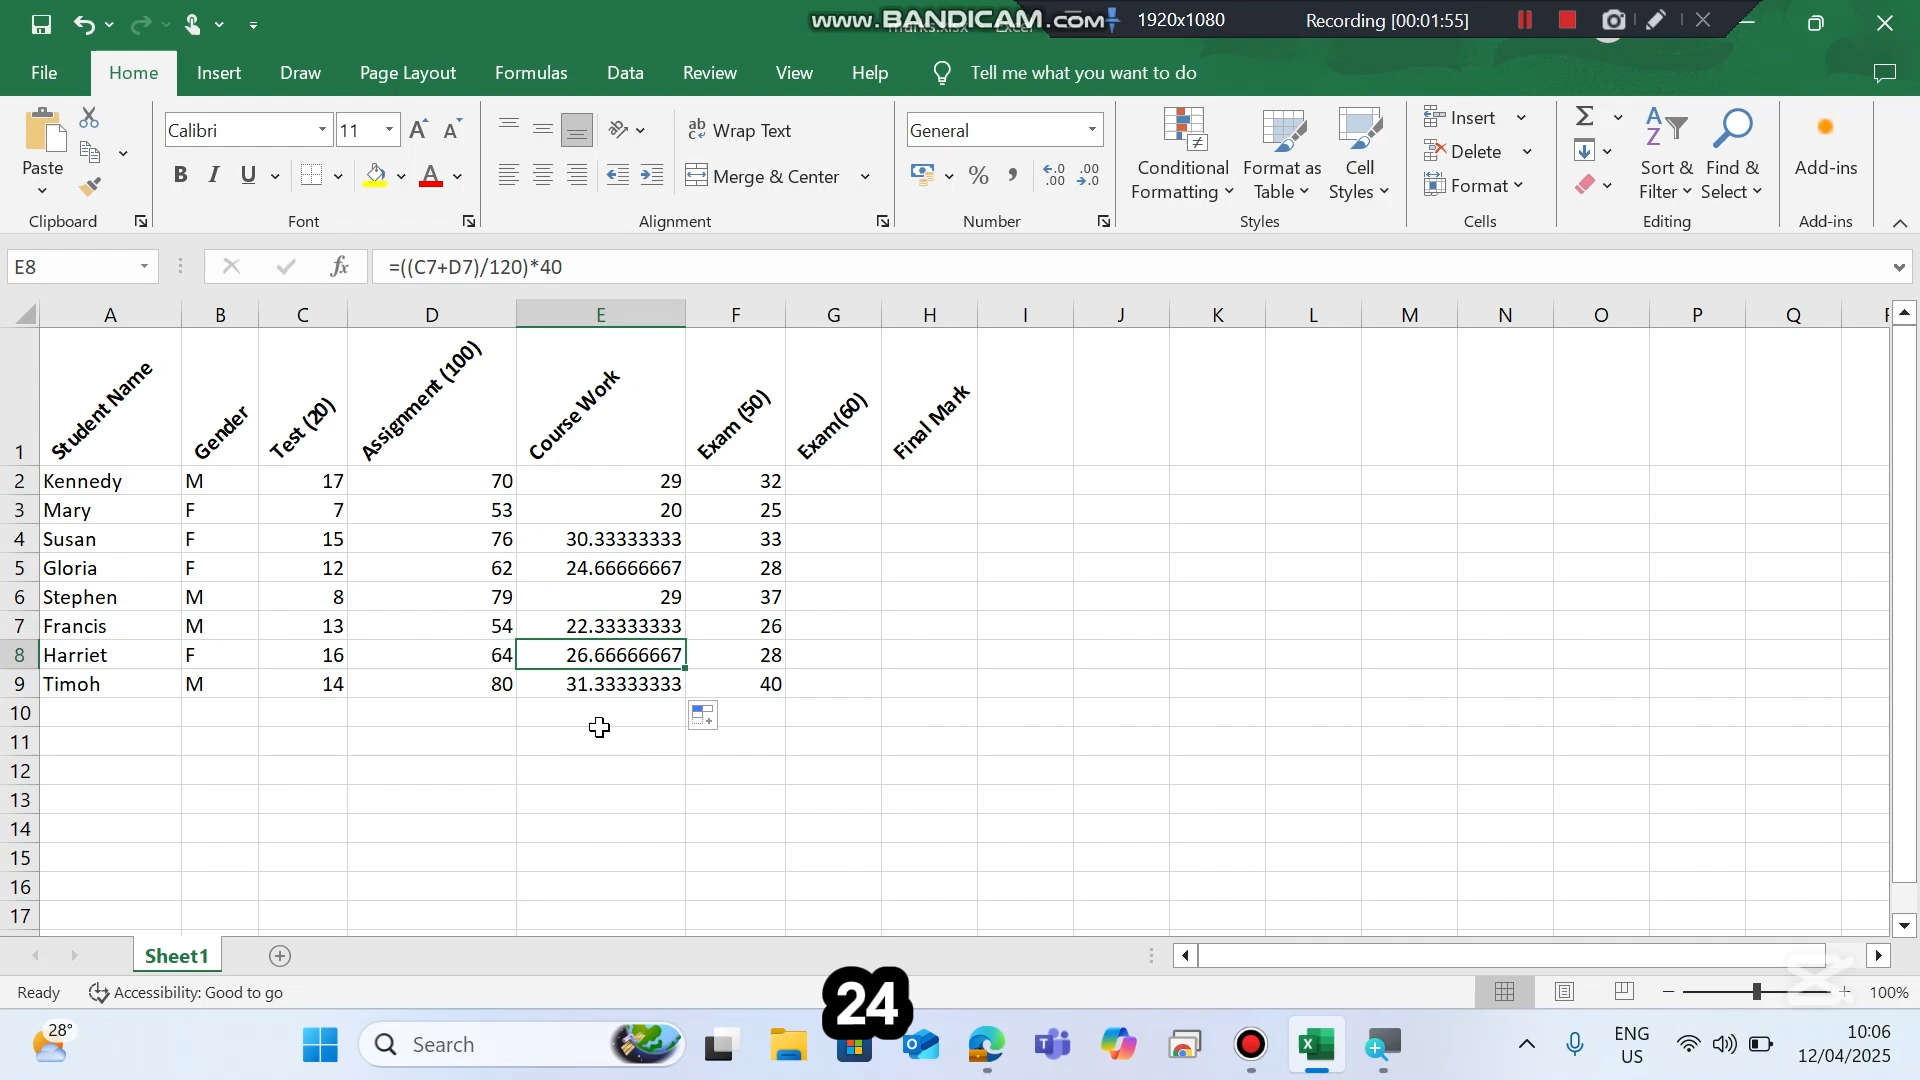 www.BANDICAM.com
1920x1080
Recording [00:01:55]
File
Home
Insert
Draw
Page Layout
Formulas
Data
Review
View
Help
Tell me what you want to do
Paste
Clipboard
Calibri
11
B I U
Font
Wrap Text
Merge & Center
Alignment
General
Number
Conditional Formatting
Format as Table
Cell Styles
Styles
Insert
Delete
Format
Cells
Sort & Filter
Find & Select
Editing
Add-ins
Add-ins
E8
fx
=((C7+D7)/120)*40
A B C D E F G H I J K L M N O P Q
1 Student Name Gender Test (20) Assignment (100) Course Work Exam (50) Exam(60) Final Mark
2 Kennedy M 17 70 29 32
3 Mary F 7 53 20 25
4 Susan F 15 76 30.33333333 33
5 Gloria F 12 62 24.66666667 28
6 Stephen M 8 79 29 37
7 Francis M 13 54 22.33333333 26
8 Harriet F 16 64 26.66666667 28
9 Timoh M 14 80 31.33333333 40
10
11
12
13
14
15
16
17
Sheet1
Ready
Accessibility: Good to go
100%
24
28°
Search
ENG
US
10:06
12/04/2025